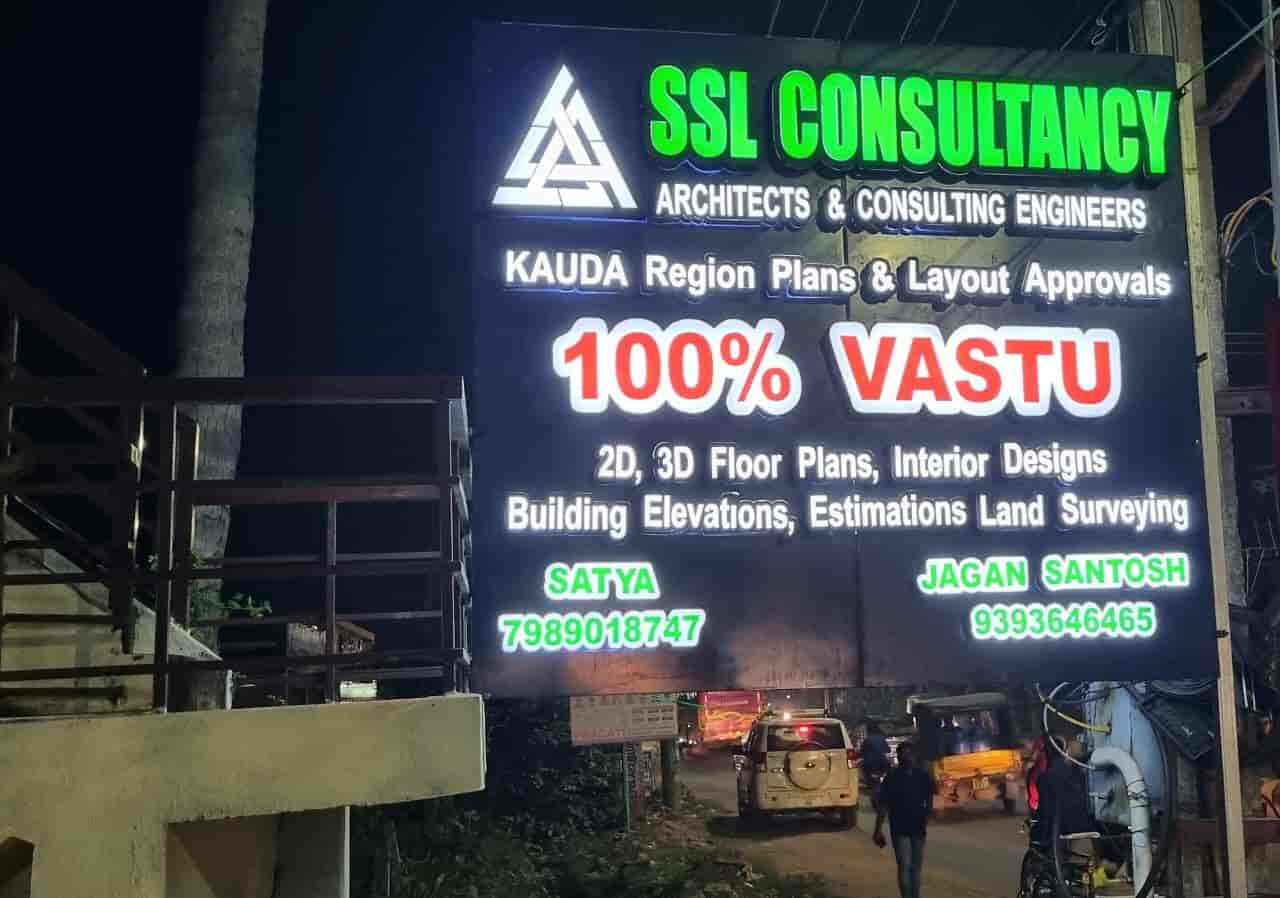 SSL CONSULTANCY
ARCHITECTS & CONSULTING ENGINEERS
KAUDA Region Plans & Layout Approvals
100% VASTU
2D, 3D Floor Plans, Interior Designs
Building Elevations, Estimations Land Surveying
SATYA
7989018747
JAGAN SANTOSH
9393646465